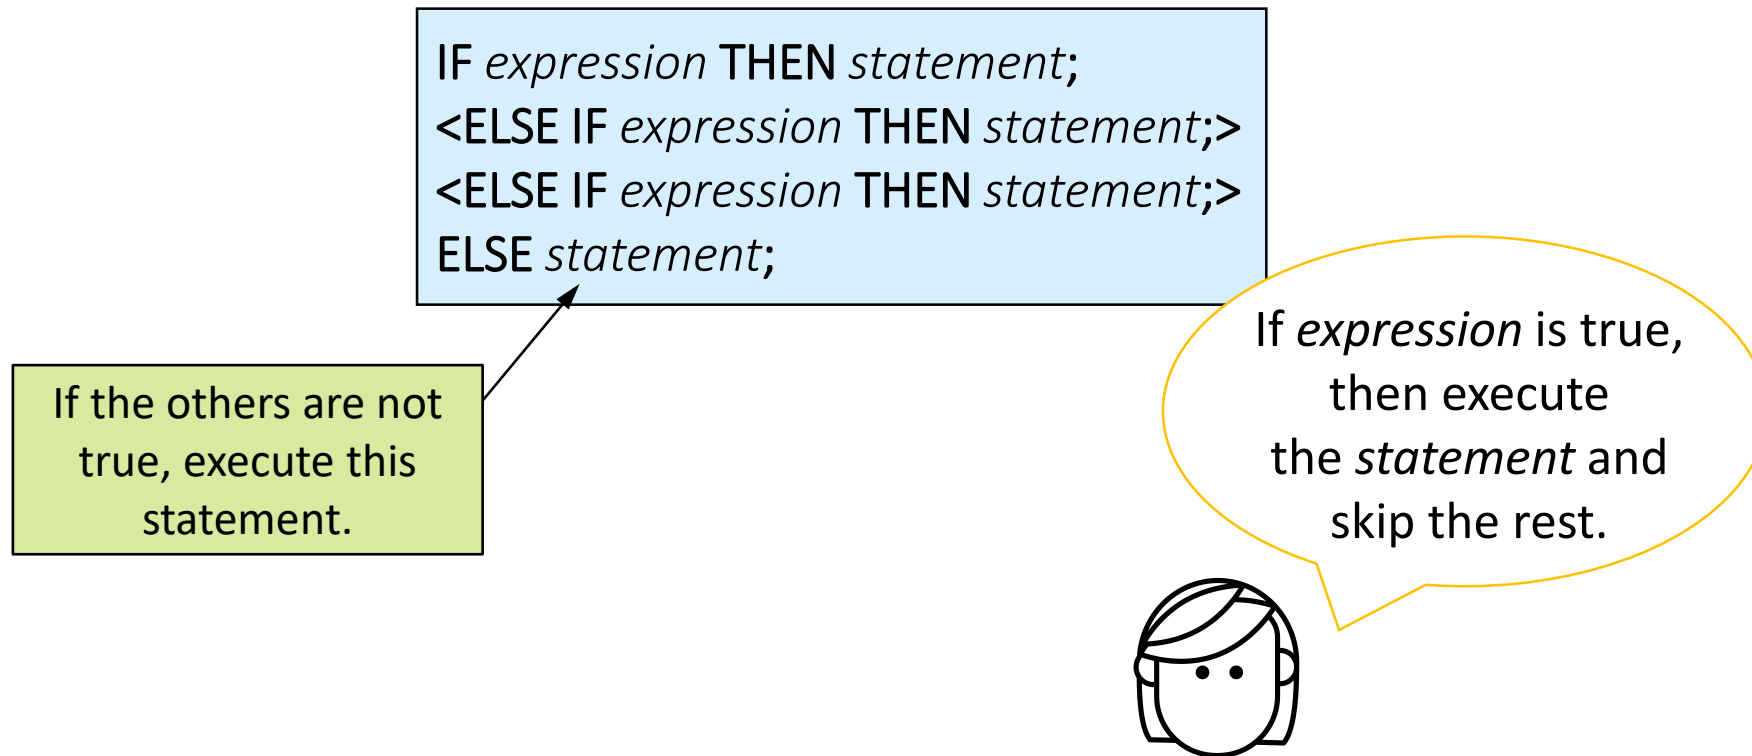 IF expression THEN statement;
<ELSE IF expression THEN statement;>
<ELSE IF expression THEN statement;>
ELSE statement;
If the others are not
true, execute this
statement.
If expression is true,
then execute
the statement and
skip the rest.